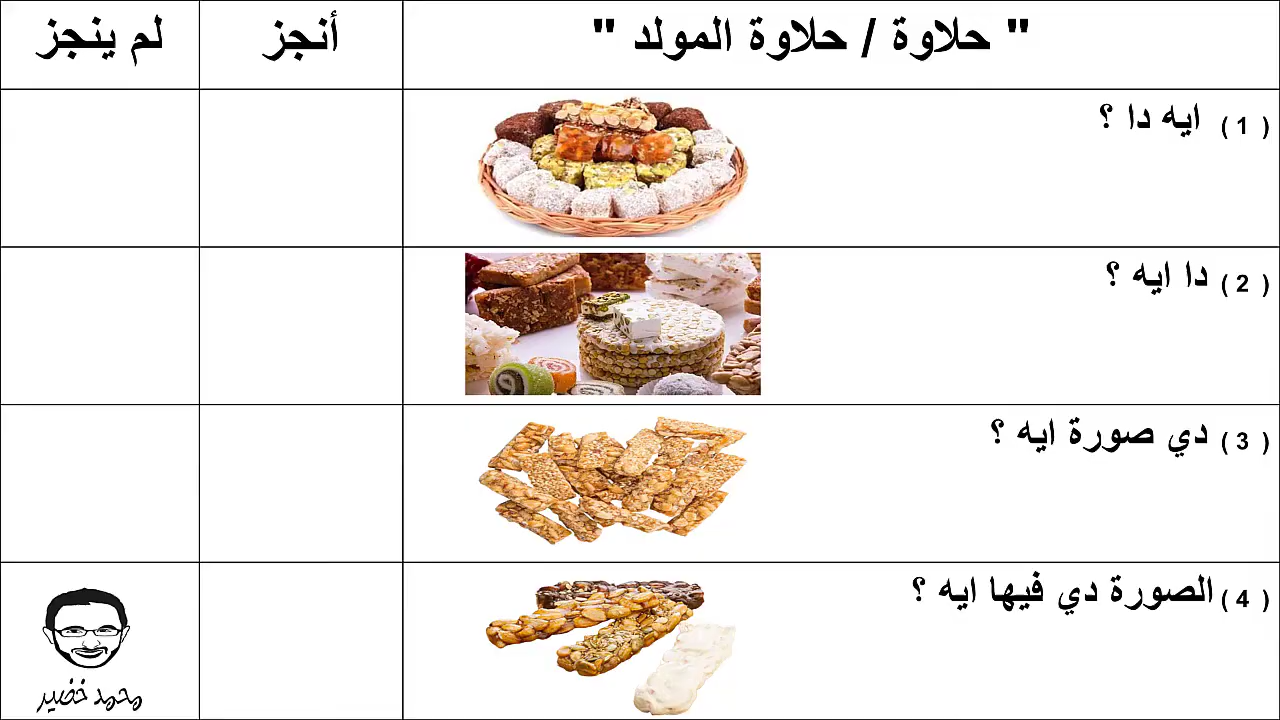 " حلاوة / حلاوة المولد " أنجز لم ينجز
( 1 ) ايه دا ؟
( 2 ) دا ايه ؟
( 3 ) دي صورة ايه ؟
( 4 ) الصورة دي فيها ايه ؟
محمد خضير